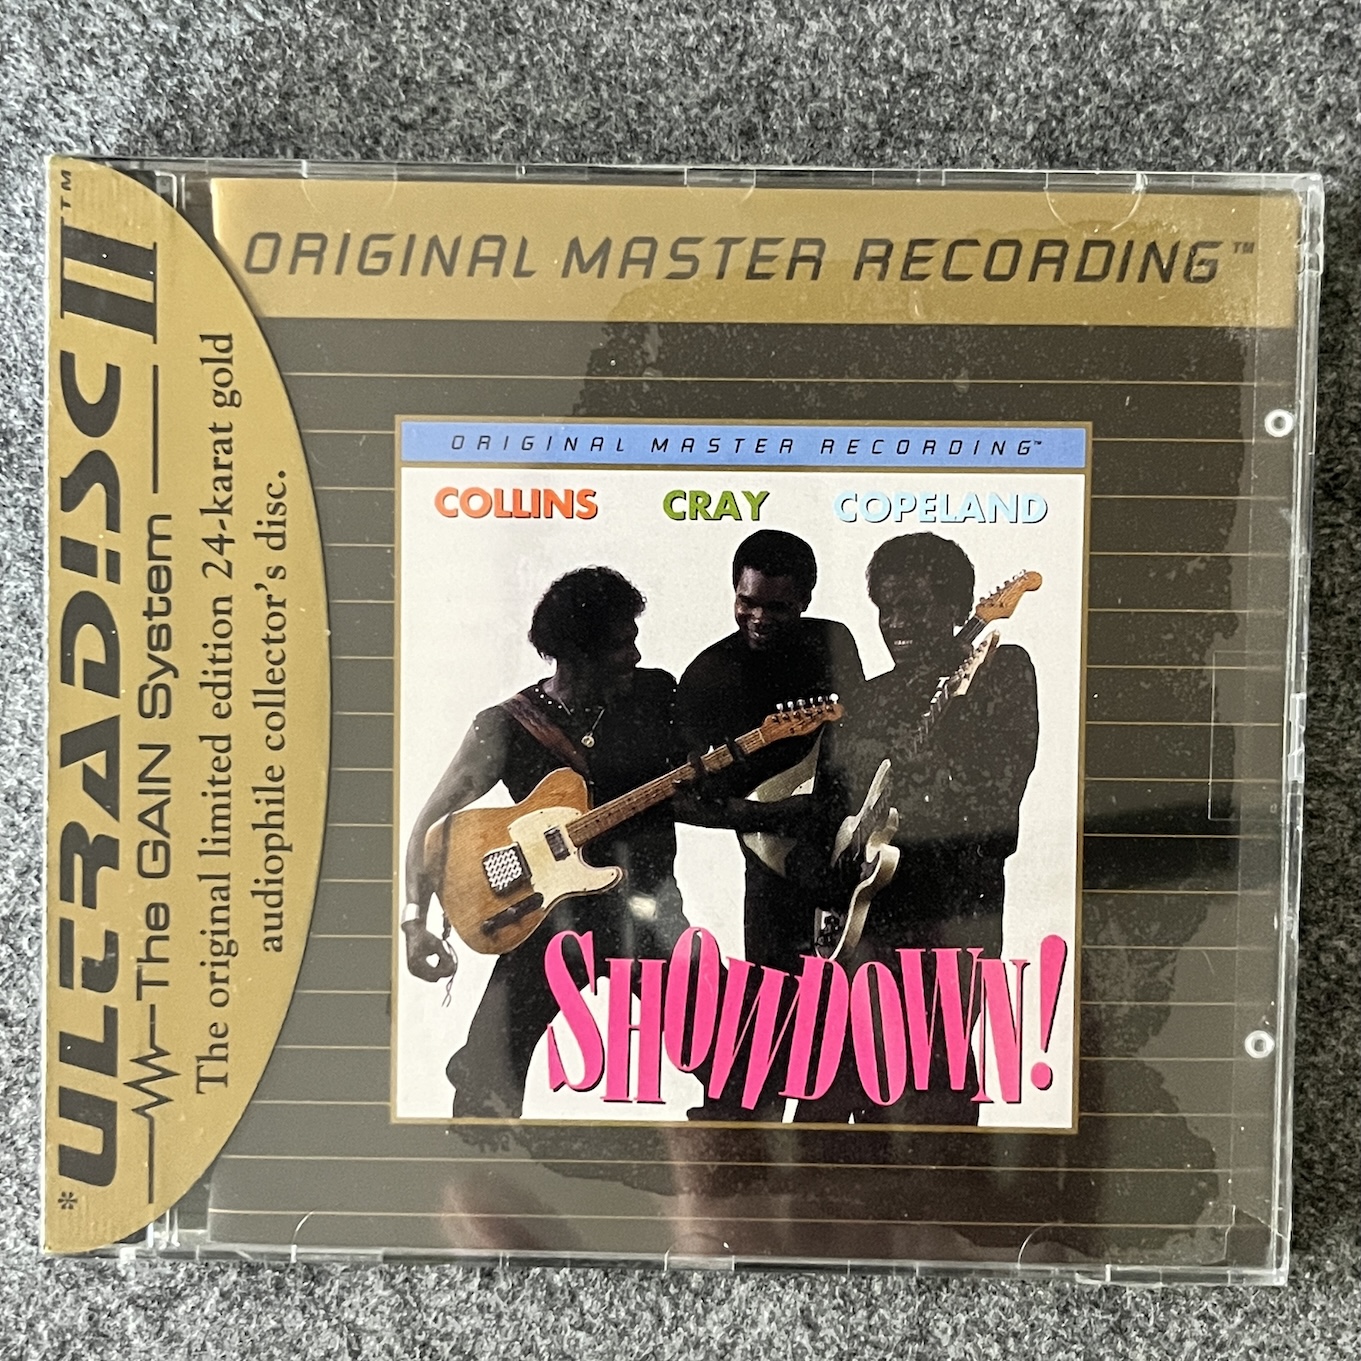 ULTRADISC II™
The GAIN System
The original limited edition 24-karat gold
audiophile collector's disc.
ORIGINAL MASTER RECORDING™
ORIGINAL MASTER RECORDING™
COLLINS CRAY COPELAND
SHOWDOWN!